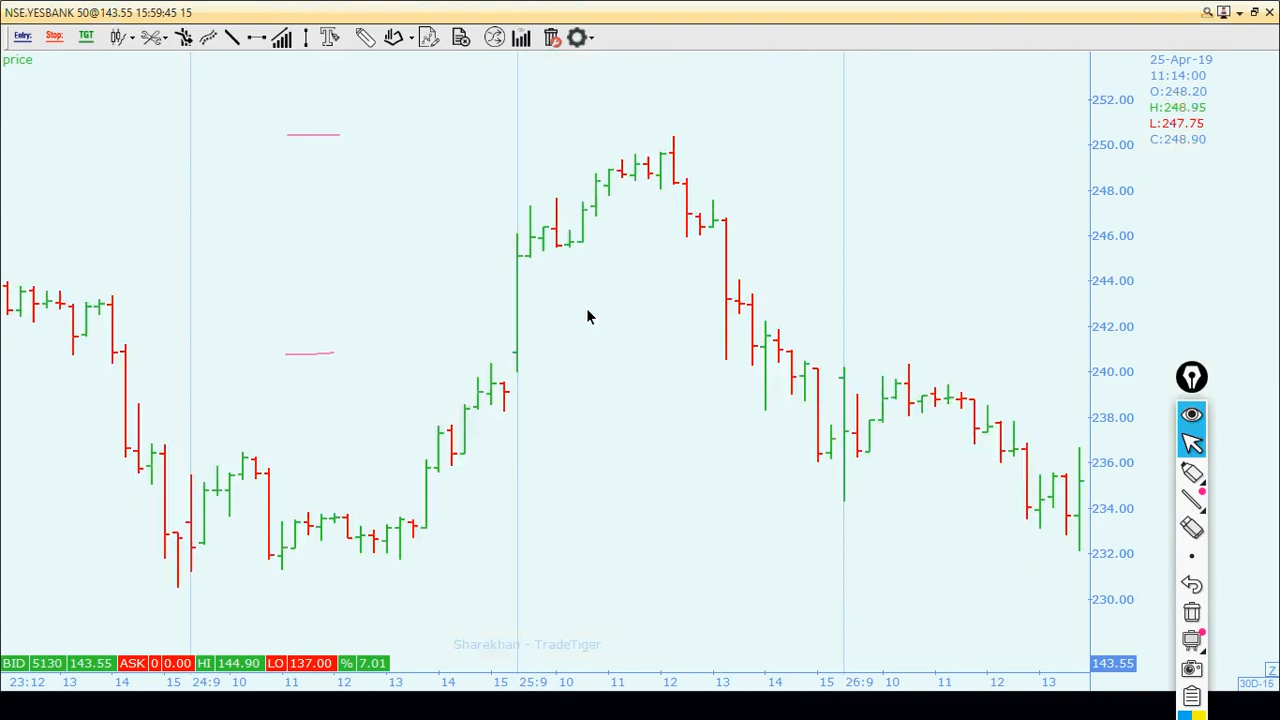 NSE.YESBANK 50@143.55 15:59:45 15
Entry: Stop: TGT
price
25-Apr-19
11:14:00
O:248.20
H:248.95
L:247.75
C:248.90
252.00
250.00
248.00
246.00
244.00
242.00
240.00
238.00
236.00
234.00
232.00
230.00
Sharekhan - TradeTiger
BID 5130 143.55 ASK 0 0.00 HI 144.90 LO 137.00 % 7.01
143.55
23:12 13 14 15 24:9 10 11 12 13 14 15 25:9 10 11 12 13 14 15 26:9 10 11 12 13
Z
30D-15